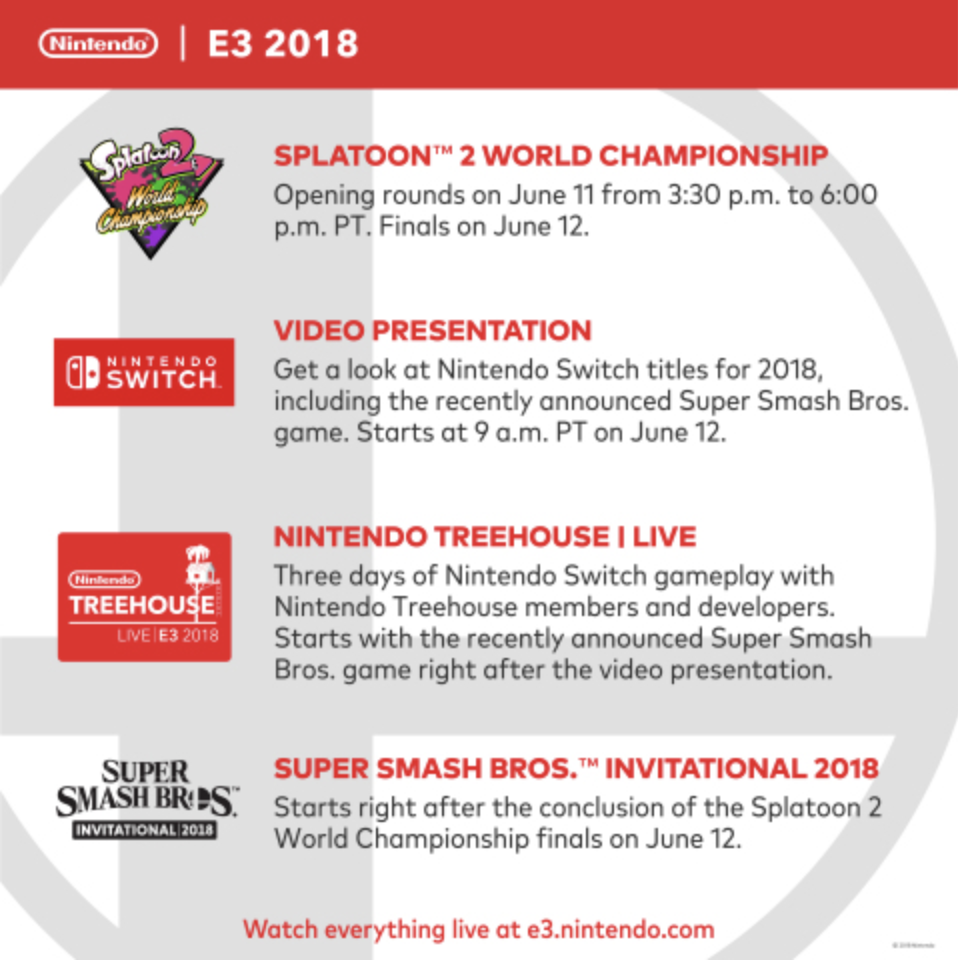 Nintendo | E3 2018
Splatoon 2
World
Championship
SPLATOON™ 2 WORLD CHAMPIONSHIP
Opening rounds on June 11 from 3:30 p.m. to 6:00
p.m. PT. Finals on June 12.
NINTENDO
SWITCH™
VIDEO PRESENTATION
Get a look at Nintendo Switch titles for 2018,
including the recently announced Super Smash Bros.
game. Starts at 9 a.m. PT on June 12.
Nintendo
TREEHOUSE
LIVE | E3 2018
NINTENDO TREEHOUSE | LIVE
Three days of Nintendo Switch gameplay with
Nintendo Treehouse members and developers.
Starts with the recently announced Super Smash
Bros. game right after the video presentation.
SUPER
SMASH BROS.™
INVITATIONAL | 2018
SUPER SMASH BROS.™ INVITATIONAL 2018
Starts right after the conclusion of the Splatoon 2
World Championship finals on June 12.
Watch everything live at e3.nintendo.com
© 2018 Nintendo